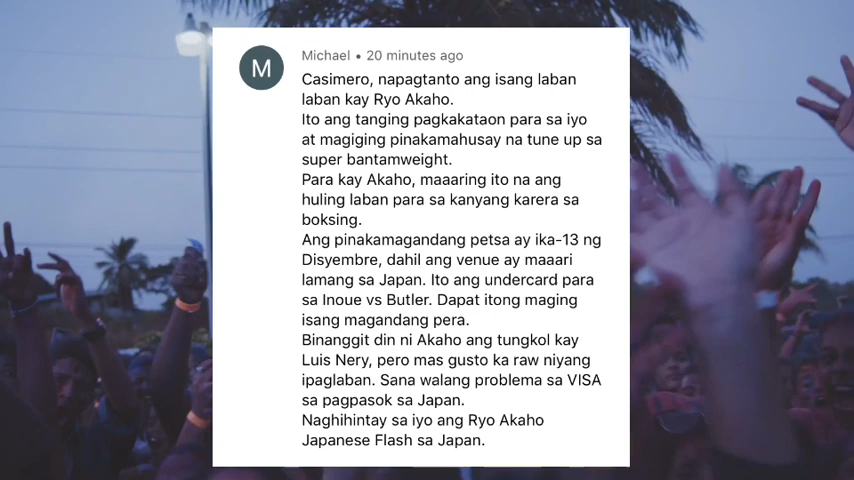 M
Michael • 20 minutes ago
Casimero, napagtanto ang isang laban
laban kay Ryo Akaho.
Ito ang tanging pagkakataon para sa iyo
at magiging pinakamahusay na tune up sa
super bantamweight.
Para kay Akaho, maaaring ito na ang
huling laban para sa kanyang karera sa
boksing.
Ang pinakamagandang petsa ay ika-13 ng
Disyembre, dahil ang venue ay maaari
lamang sa Japan. Ito ang undercard para
sa Inoue vs Butler. Dapat itong maging
isang magandang pera.
Binanggit din ni Akaho ang tungkol kay
Luis Nery, pero mas gusto ka raw niyang
ipaglaban. Sana walang problema sa VISA
sa pagpasok sa Japan.
Naghihintay sa iyo ang Ryo Akaho
Japanese Flash sa Japan.